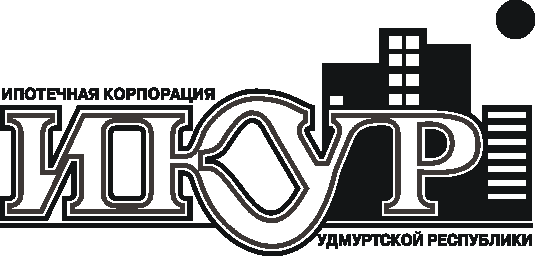 ИПОТЕЧНАЯ КОРПОРАЦИЯ
ИКУР
УДМУРТСКОЙ РЕСПУБЛИКИ